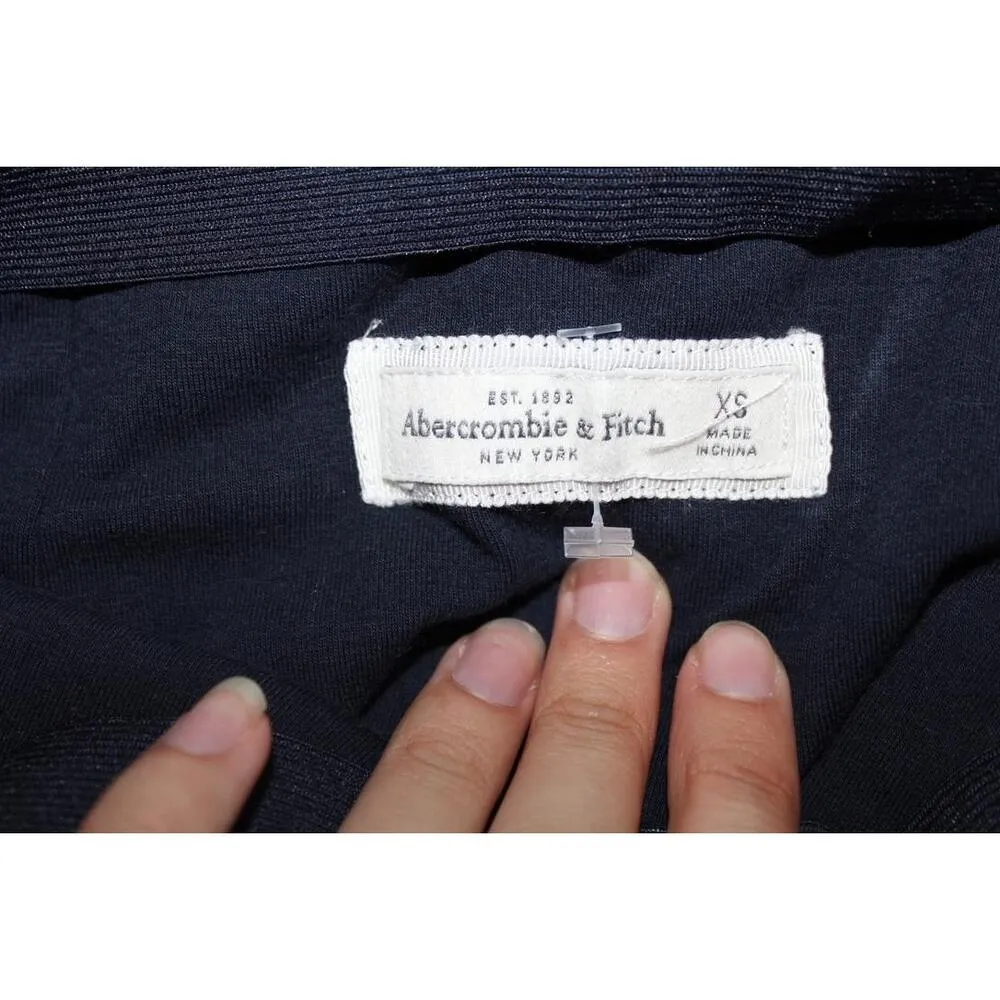 EST. 1892
Abercrombie & Fitch
NEW YORK
XS
MADE
IN CHINA